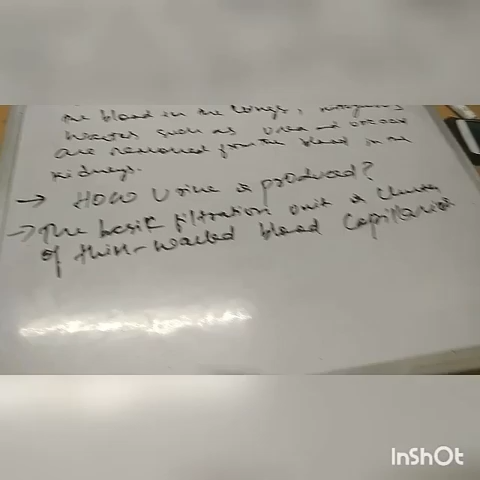 the blood in the lungs, nitrogenous
wastes such as urea and uric acid
are removed from the blood in the
kidneys.
→ How Urine is produced?
→ The basic filtration unit is cluster
of thin-walled blood capillaries
InShOt